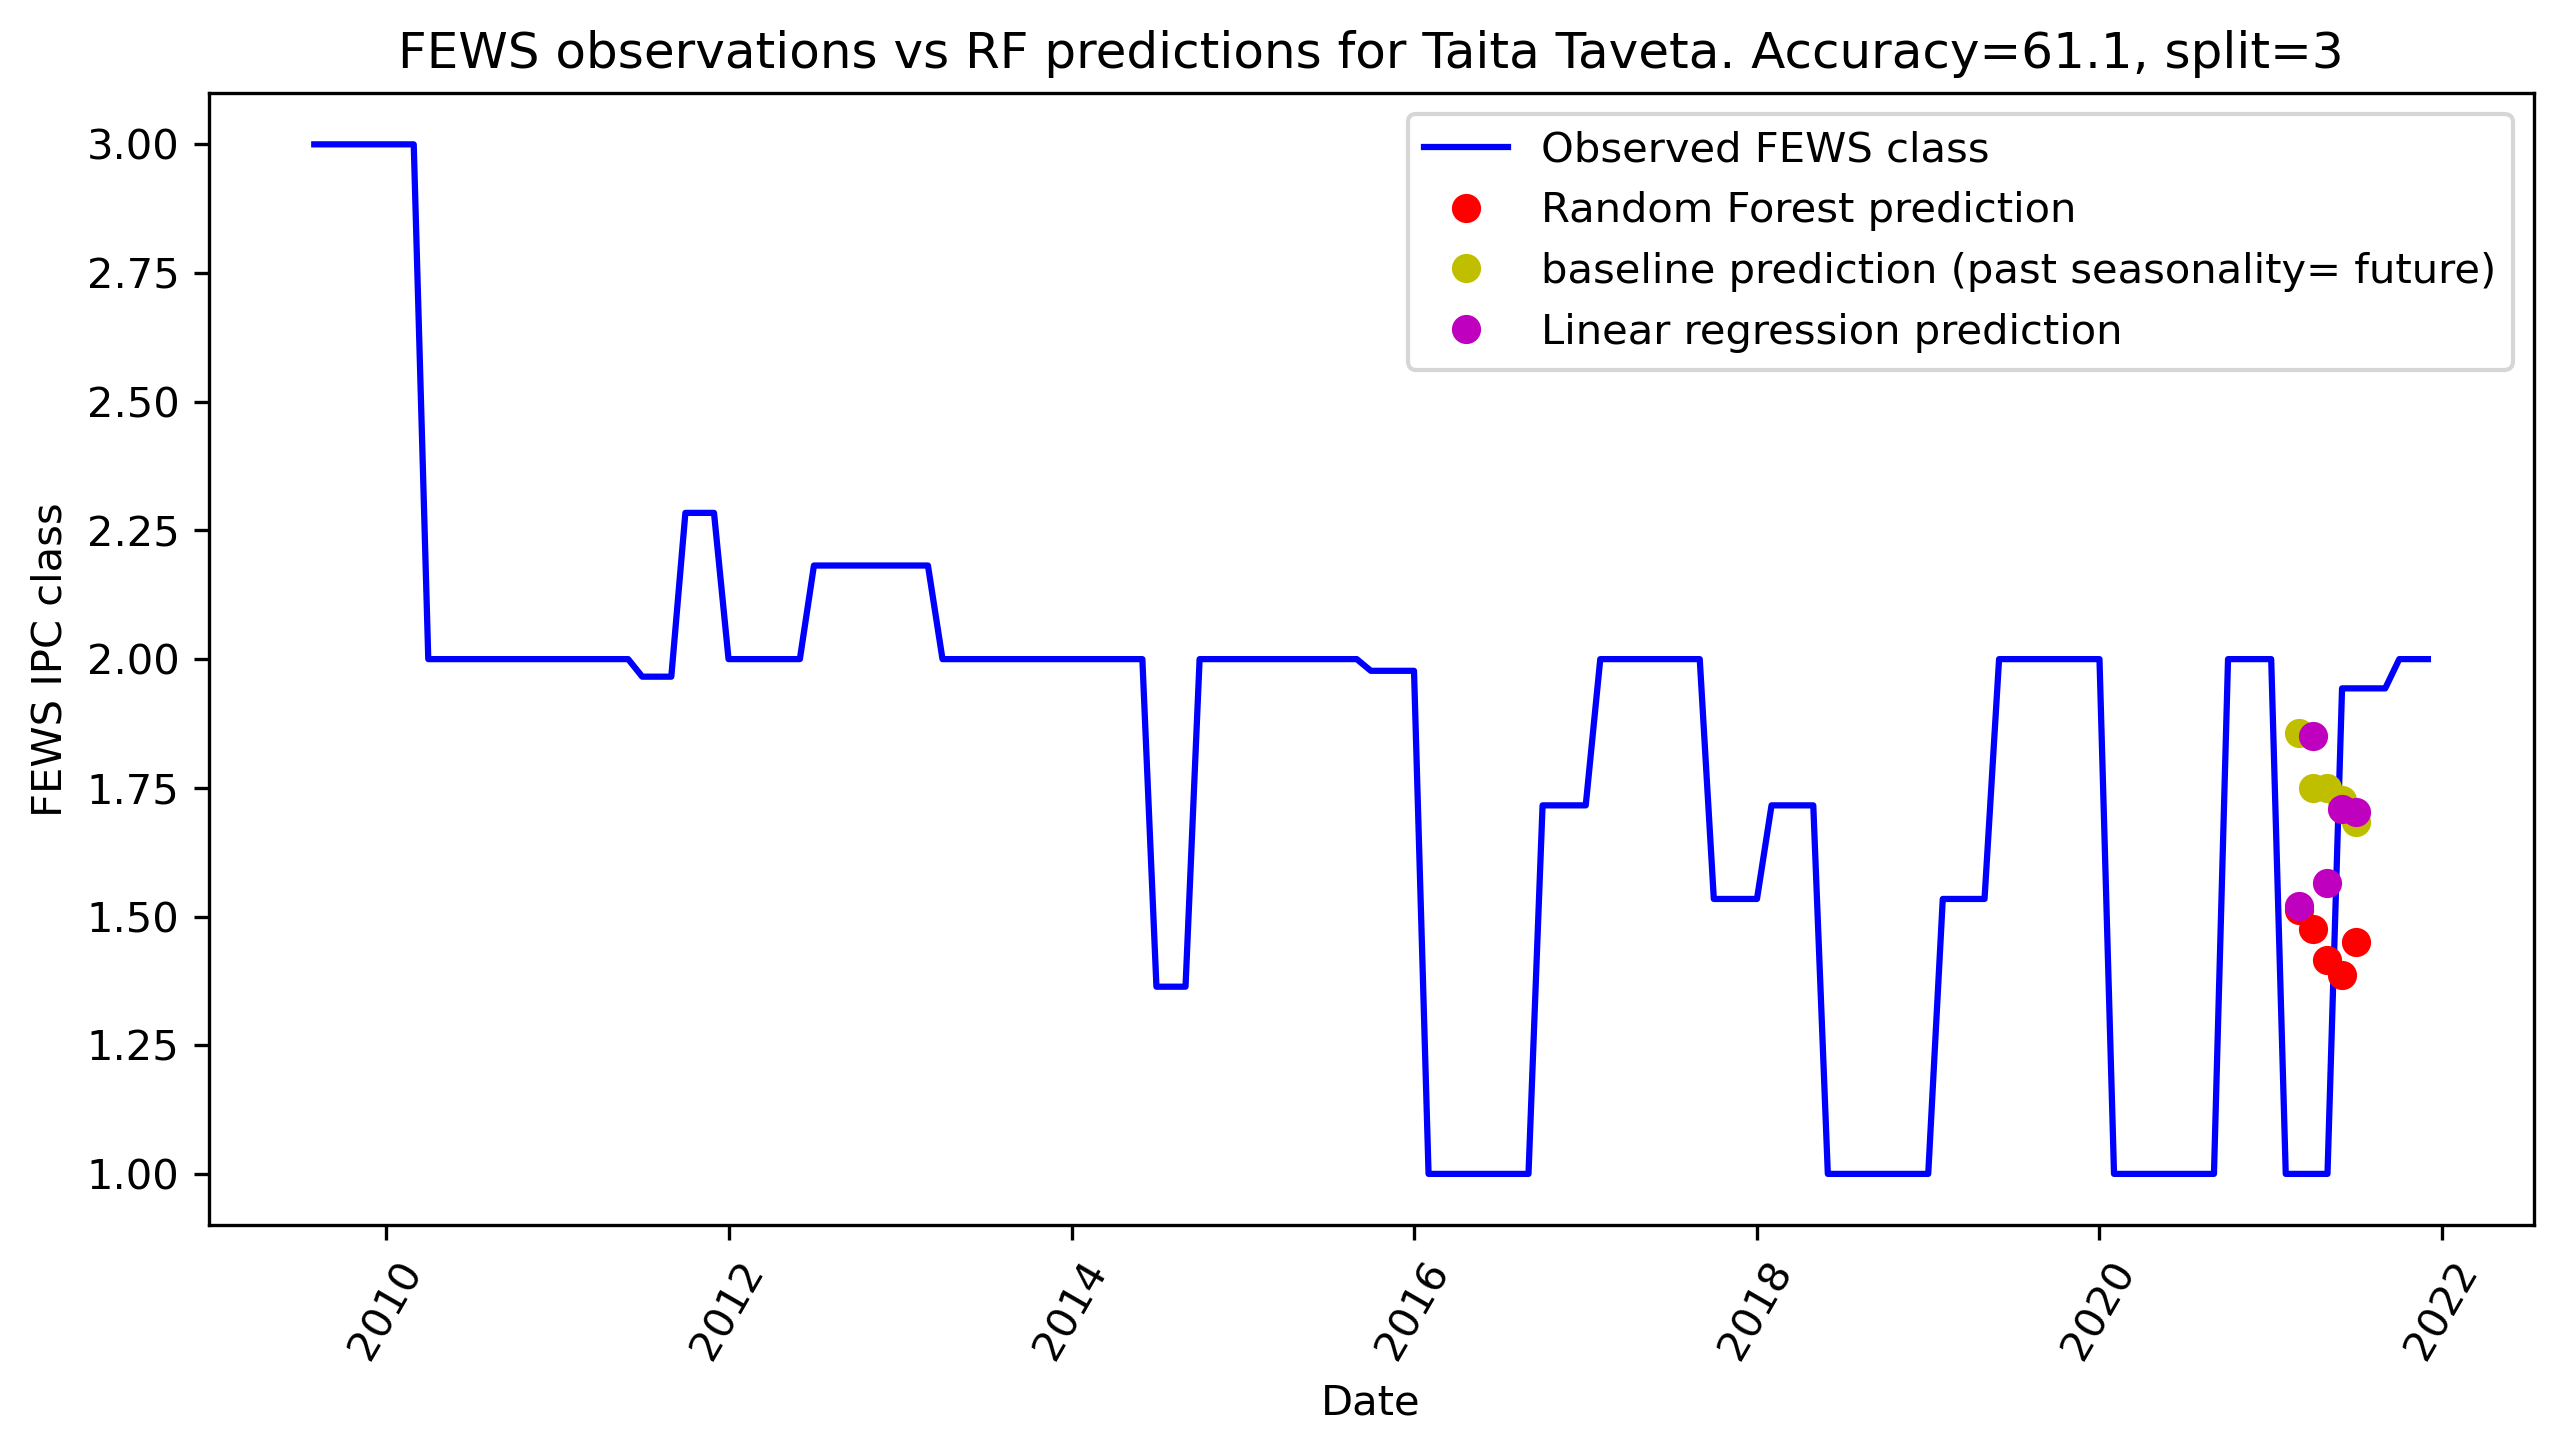 FEWS observations vs RF predictions for Taita Taveta. Accuracy=61.1, split=3
Observed FEWS class
Random Forest prediction
baseline prediction (past seasonality= future)
Linear regression prediction
FEWS IPC class
3.00
2.75
2.50
2.25
2.00
1.75
1.50
1.25
1.00
2010
2012
2014
2016
2018
2020
2022
Date